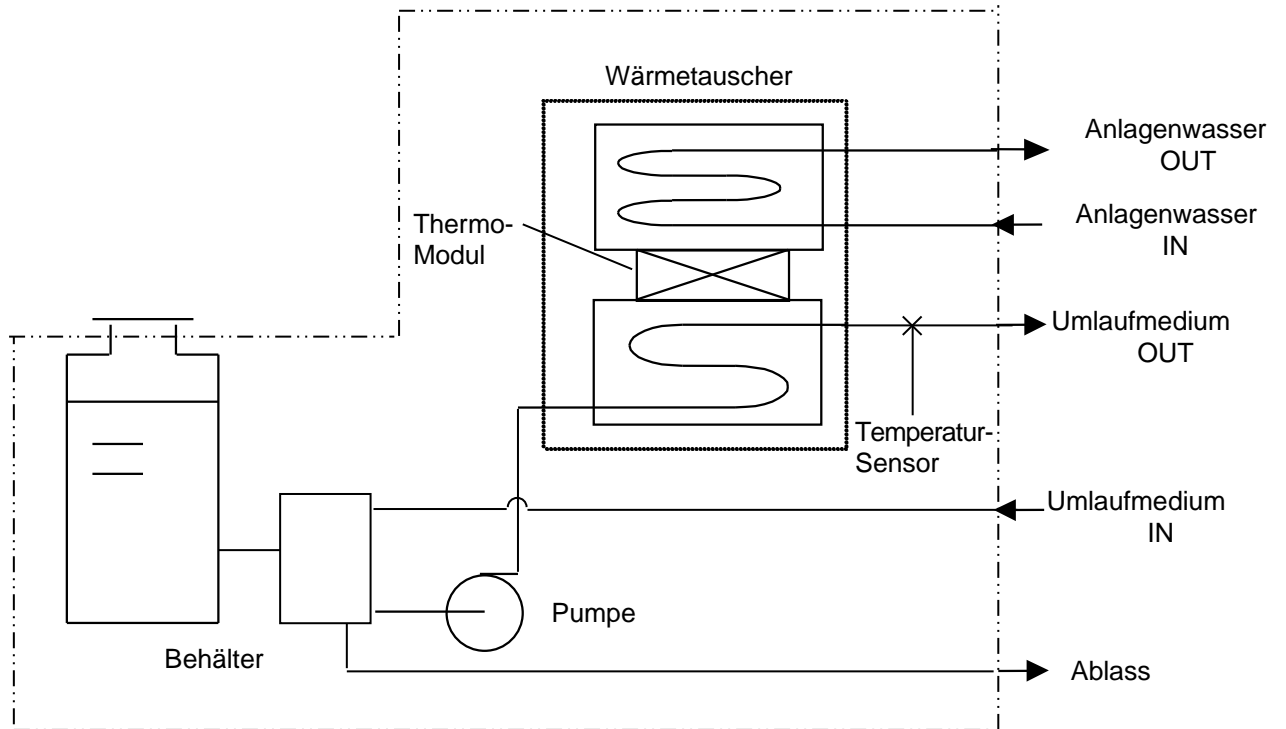 Wärmetauscher
Anlagenwasser
OUT
Thermo-
Modul
Anlagenwasser
IN
Umlaufmedium
OUT
Temperatur-
Sensor
Umlaufmedium
IN
Pumpe
Behälter
Ablass